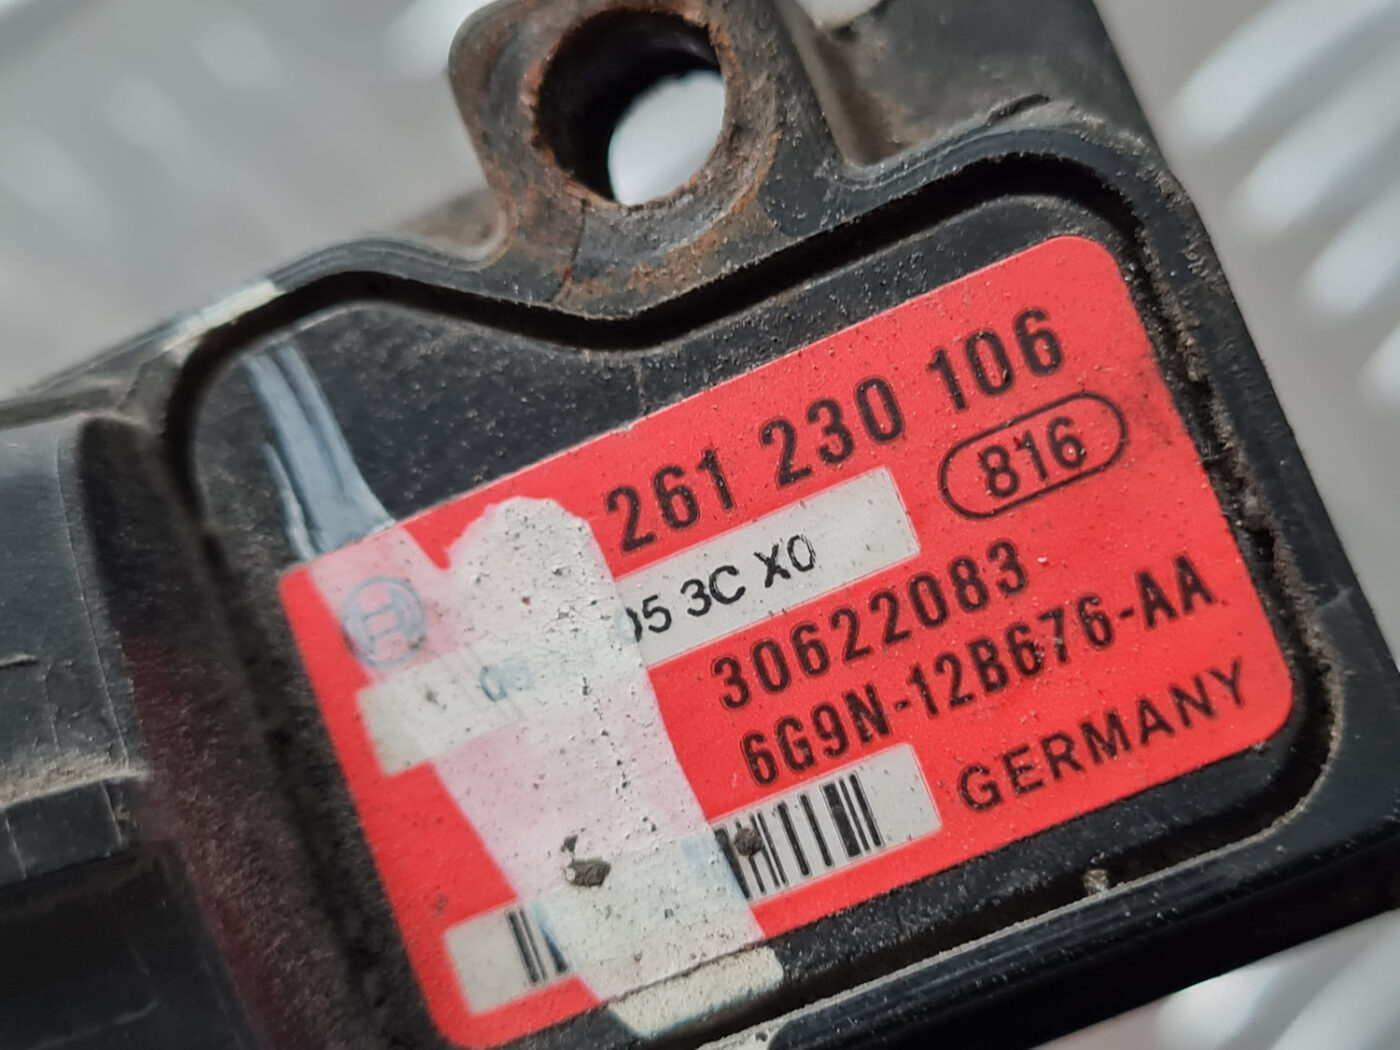 261 230 106
816
05 3C X0
30622083
6G9N-12B676-AA
GERMANY